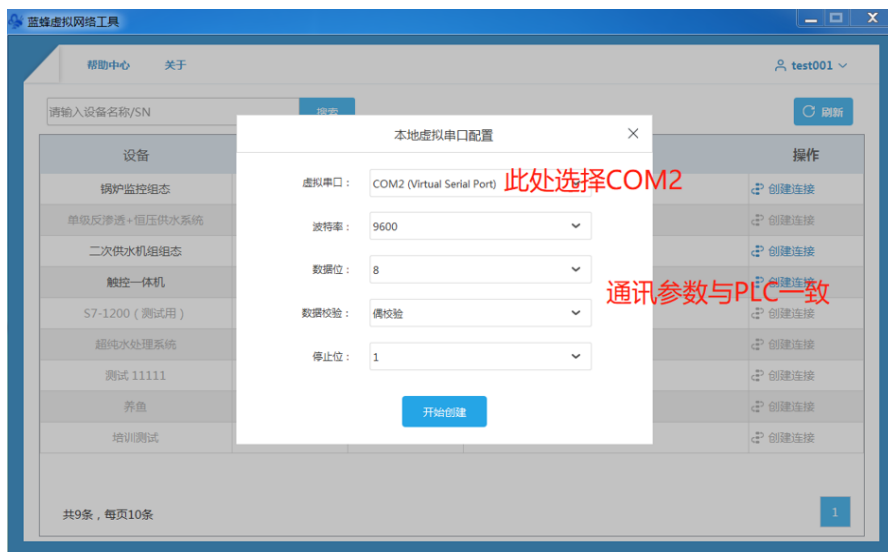 蓝蜂虚拟网络工具
帮助中心 关于 test001
请输入设备名称/SN 搜索 刷新
本地虚拟串口配置
设备 操作
虚拟串口： COM2 (Virtual Serial Port) 此处选择COM2
锅炉监控组态 创建连接
单级反渗透+恒压供水系统 创建连接
波特率： 9600
二次供水机组组态 创建连接
数据位： 8
触控一体机 创建连接
通讯参数与PLC一致
S7-1200（测试用） 创建连接
数据校验： 偶校验
超纯水处理系统 创建连接
停止位： 1
测试 11111 创建连接
养鱼 创建连接
开始创建
培训测试 创建连接
共9条，每页10条 1